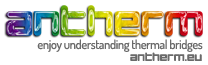 antherm
enjoy understanding thermal bridges
antherm.eu